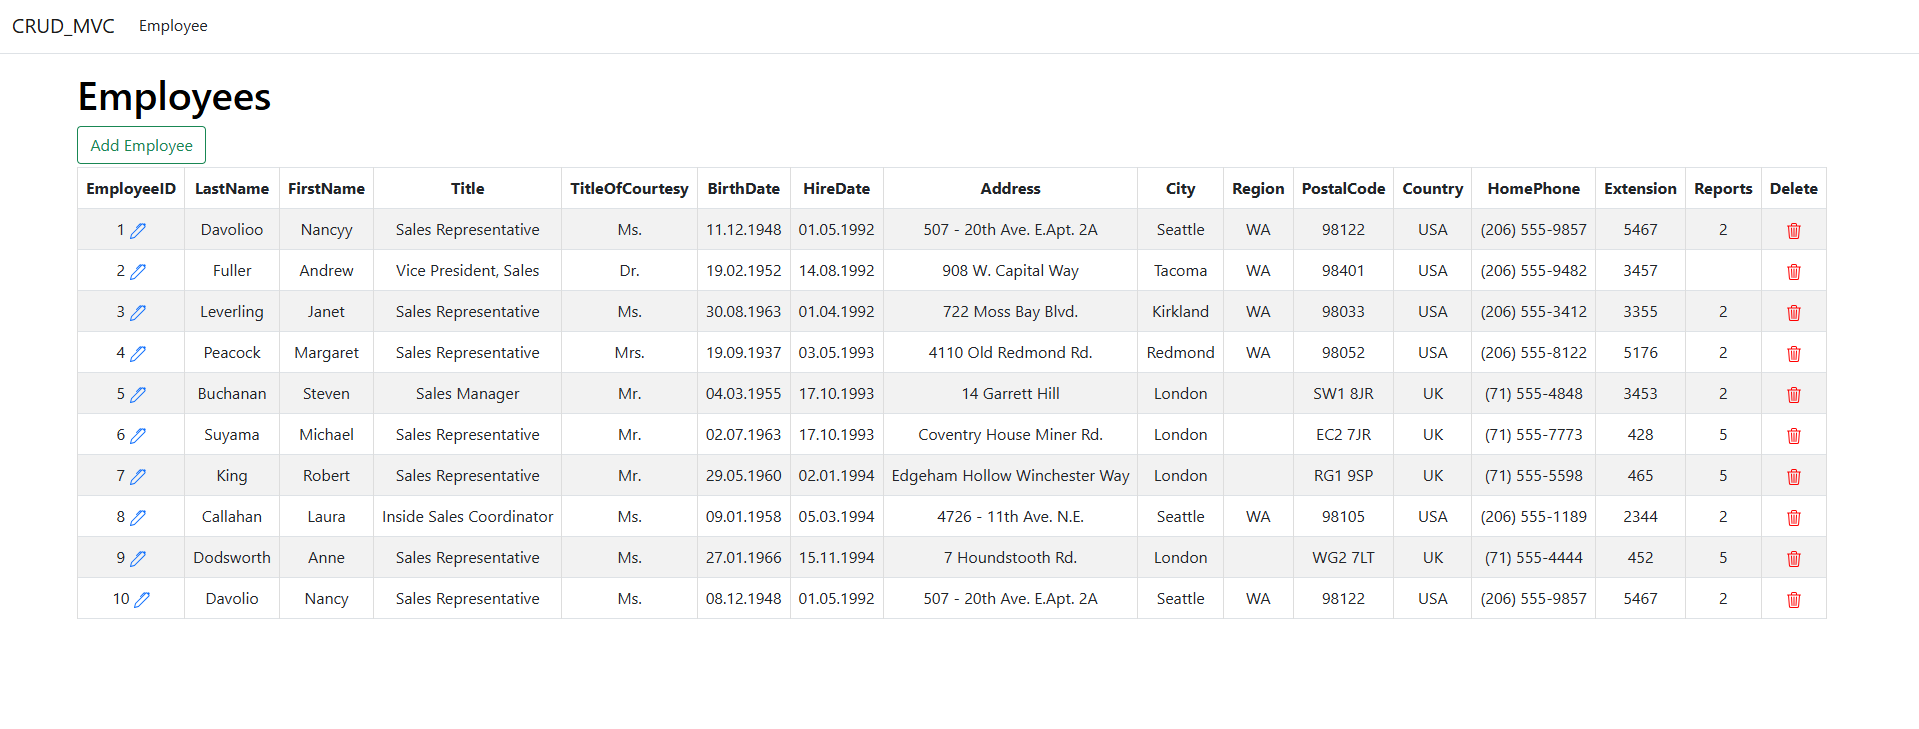 CRUD_MVC Employee
Employees
Add Employee
EmployeeID LastName FirstName Title TitleOfCourtesy BirthDate HireDate Address City Region PostalCode Country HomePhone Extension Reports Delete
1 Davolioo Nancyy Sales Representative Ms. 11.12.1948 01.05.1992 507 - 20th Ave. E.Apt. 2A Seattle WA 98122 USA (206) 555-9857 5467 2
2 Fuller Andrew Vice President, Sales Dr. 19.02.1952 14.08.1992 908 W. Capital Way Tacoma WA 98401 USA (206) 555-9482 3457
3 Leverling Janet Sales Representative Ms. 30.08.1963 01.04.1992 722 Moss Bay Blvd. Kirkland WA 98033 USA (206) 555-3412 3355 2
4 Peacock Margaret Sales Representative Mrs. 19.09.1937 03.05.1993 4110 Old Redmond Rd. Redmond WA 98052 USA (206) 555-8122 5176 2
5 Buchanan Steven Sales Manager Mr. 04.03.1955 17.10.1993 14 Garrett Hill London SW1 8JR UK (71) 555-4848 3453 2
6 Suyama Michael Sales Representative Mr. 02.07.1963 17.10.1993 Coventry House Miner Rd. London EC2 7JR UK (71) 555-7773 428 5
7 King Robert Sales Representative Mr. 29.05.1960 02.01.1994 Edgeham Hollow Winchester Way London RG1 9SP UK (71) 555-5598 465 5
8 Callahan Laura Inside Sales Coordinator Ms. 09.01.1958 05.03.1994 4726 - 11th Ave. N.E. Seattle WA 98105 USA (206) 555-1189 2344 2
9 Dodsworth Anne Sales Representative Ms. 27.01.1966 15.11.1994 7 Houndstooth Rd. London WG2 7LT UK (71) 555-4444 452 5
10 Davolio Nancy Sales Representative Ms. 08.12.1948 01.05.1992 507 - 20th Ave. E.Apt. 2A Seattle WA 98122 USA (206) 555-9857 5467 2